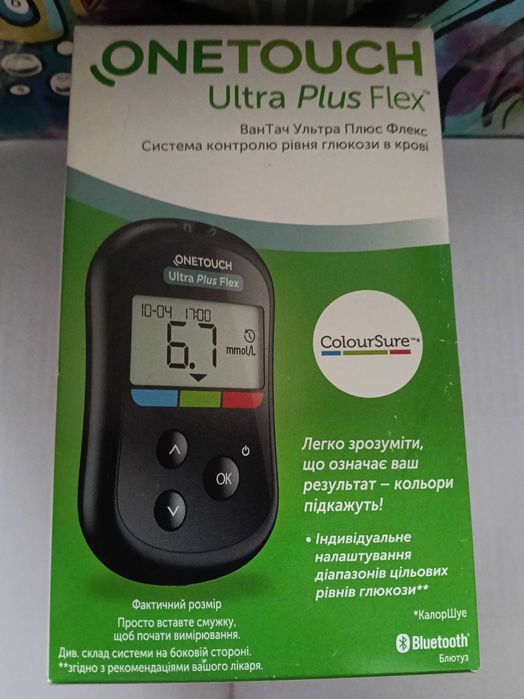 ONETOUCH
Ultra Plus Flex™
ВанТач Ультра Плюс Флекс
Система контролю рівня глюкози в крові
ONETOUCH
Ultra Plus Flex
10-04 17:00
6.7
mmol/L
OK
ColourSure™*
Легко зрозуміти,
що означає ваш
результат – кольори
підкажуть!
• Індивідуальне
налаштування
діапазонів цільових
рівнів глюкози**
*КалорШуе
Bluetooth®
Блютуз
Фактичний розмір
Просто вставте смужку,
щоб почати вимірювання.
Див. склад системи на боковій стороні.
**згідно з рекомендаціями вашого лікаря.